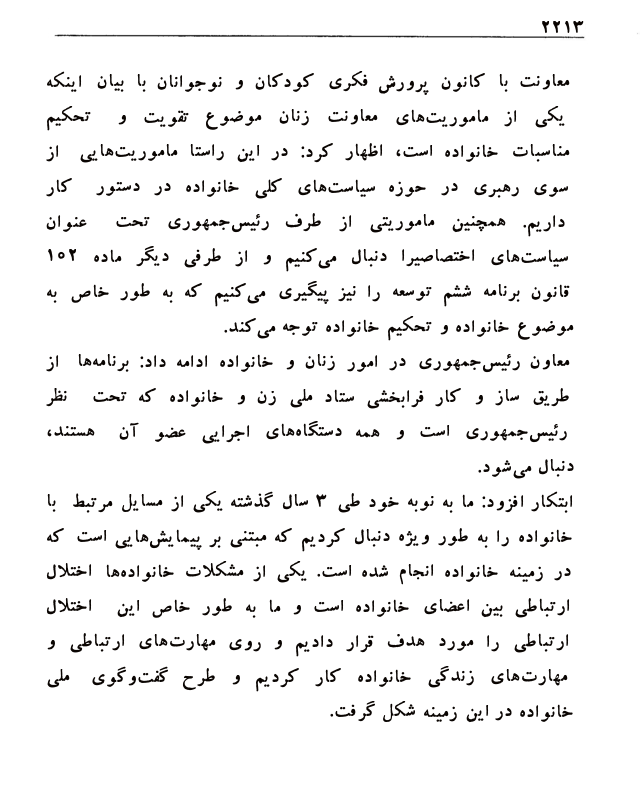 ۲۲۱۳
معاونت با کانون پرورش فکری کودکان و نوجوانان با بیان اینکه
یکی از ماموریت‌های معاونت زنان موضوع تقویت و تحکیم
مناسبات خانواده است، اظهار کرد: در این راستا ماموریت‌هایی از
سوی رهبری در حوزه سیاست‌های کلی خانواده در دستور کار
داریم. همچنین ماموریتی از طرف رئیس‌جمهوری تحت عنوان
سیاست‌های اختصاصیرا دنبال می‌کنیم و از طرفی دیگر ماده ۱۰۲
قانون برنامه ششم توسعه را نیز پیگیری می‌کنیم که به طور خاص به
موضوع خانواده و تحکیم خانواده توجه می‌کند.
معاون رئیس‌جمهوری در امور زنان و خانواده ادامه داد: برنامه‌ها از
طریق ساز و کار فرابخشی ستاد ملی زن و خانواده که تحت نظر
رئیس‌جمهوری است و همه دستگاه‌های اجرایی عضو آن هستند،
دنبال می‌شود.
ابتکار افزود: ما به نوبه خود طی ۳ سال گذشته یکی از مسایل مرتبط با
خانواده را به طور ویژه دنبال کردیم که مبتنی بر پیمایش‌هایی است که
در زمینه خانواده انجام شده است. یکی از مشکلات خانواده‌ها اختلال
ارتباطی بین اعضای خانواده است و ما به طور خاص این اختلال
ارتباطی را مورد هدف قرار دادیم و روی مهارت‌های ارتباطی و
مهارت‌های زندگی خانواده کار کردیم و طرح گفت‌وگوی ملی
خانواده در این زمینه شکل گرفت.